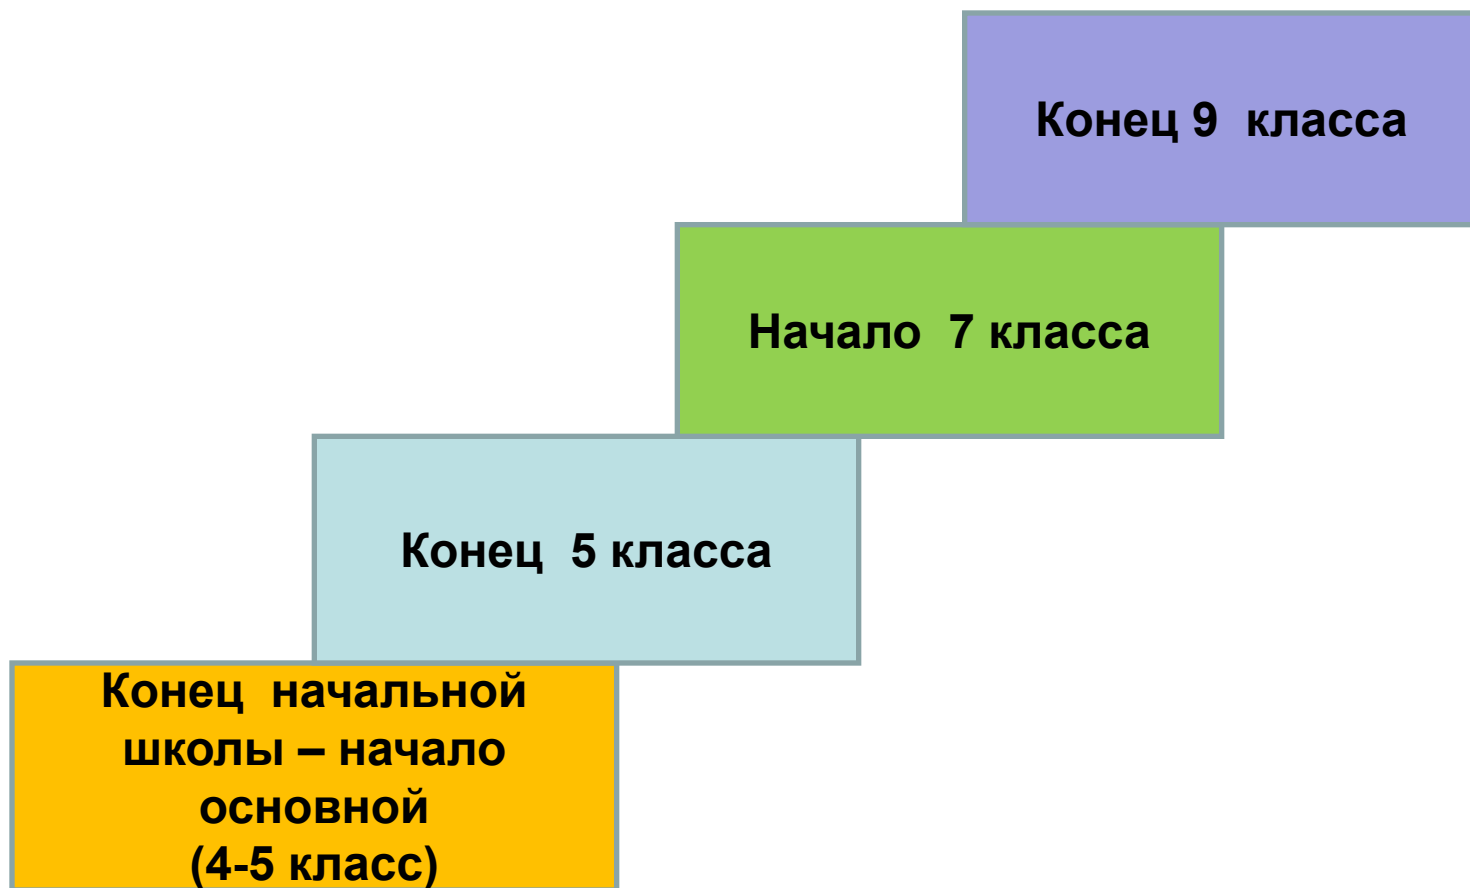 Конец 9 класса
Начало 7 класса
Конец 5 класса
Конец начальной
школы – начало
основной
(4-5 класс)